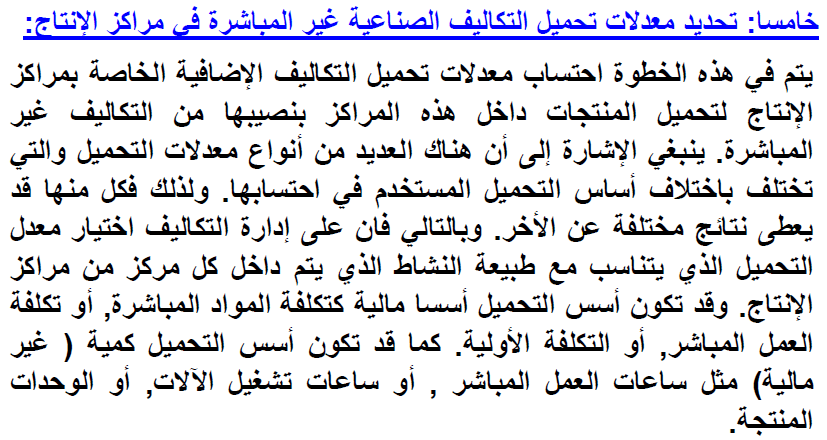 خامسا: تحديد معدلات تحميل التكاليف الصناعية غير المباشرة في مراكز الإنتاج:
يتم في هذه الخطوة احتساب معدلات تحميل التكاليف الإضافية الخاصة بمراكز
الإنتاج لتحميل المنتجات داخل هذه المراكز بنصيبها من التكاليف غير
المباشرة. ينبغي الإشارة إلى أن هناك العديد من أنواع معدلات التحميل والتي
تختلف باختلاف أساس التحميل المستخدم في احتسابها. ولذلك فكل منها قد
يعطى نتائج مختلفة عن الأخر. وبالتالي فان على إدارة التكاليف اختيار معدل
التحميل الذي يتناسب مع طبيعة النشاط الذي يتم داخل كل مركز من مراكز
الإنتاج. وقد تكون أسس التحميل أسسا مالية كتكلفة المواد المباشرة, أو تكلفة
العمل المباشر, أو التكلفة الأولية. كما قد تكون أسس التحميل كمية ( غير
مالية) مثل ساعات العمل المباشر , أو ساعات تشغيل الآلات, أو الوحدات
المنتجة.